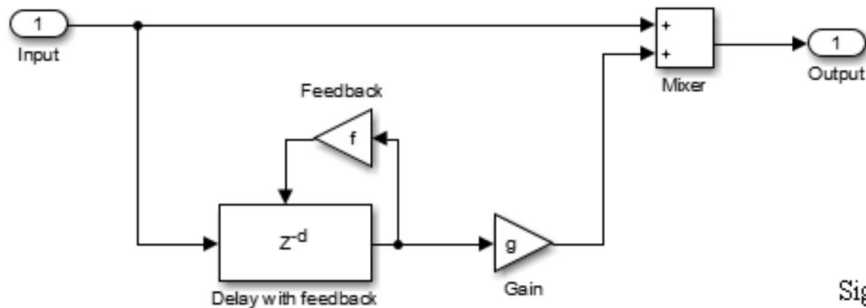 1
Input
Feedback
f
Z-d
Delay with feedback
g
Gain
+
+
Mixer
1
Output